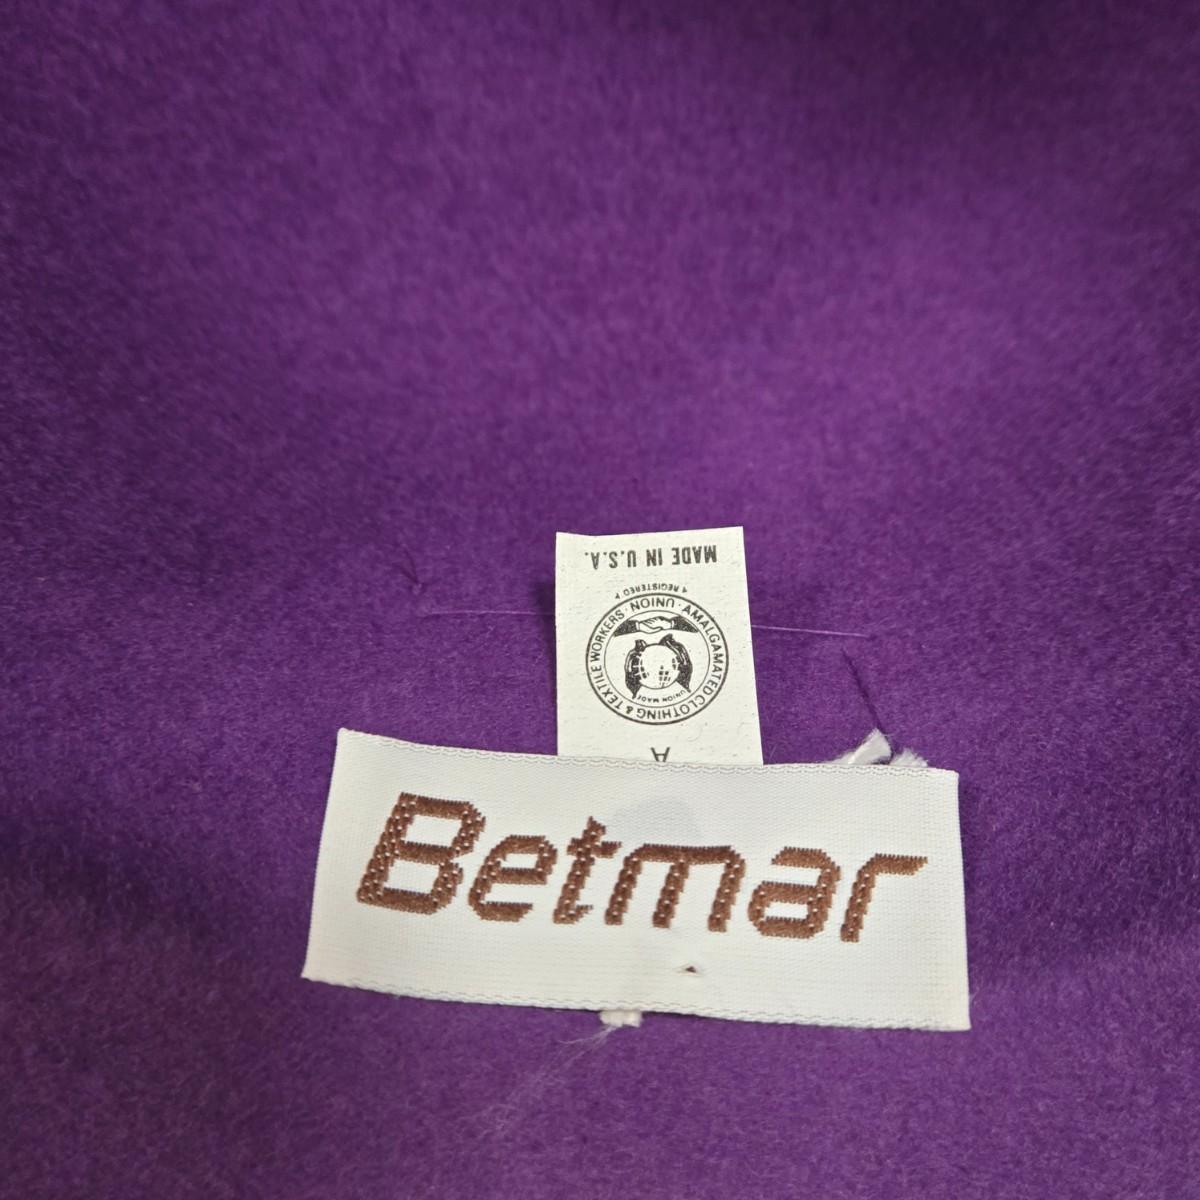 MADE IN U.S.A.
REGISTERED
AMALGAMATED CLOTHING & TEXTILE WORKERS · UNION ·
UNION MADE
A
Betmar